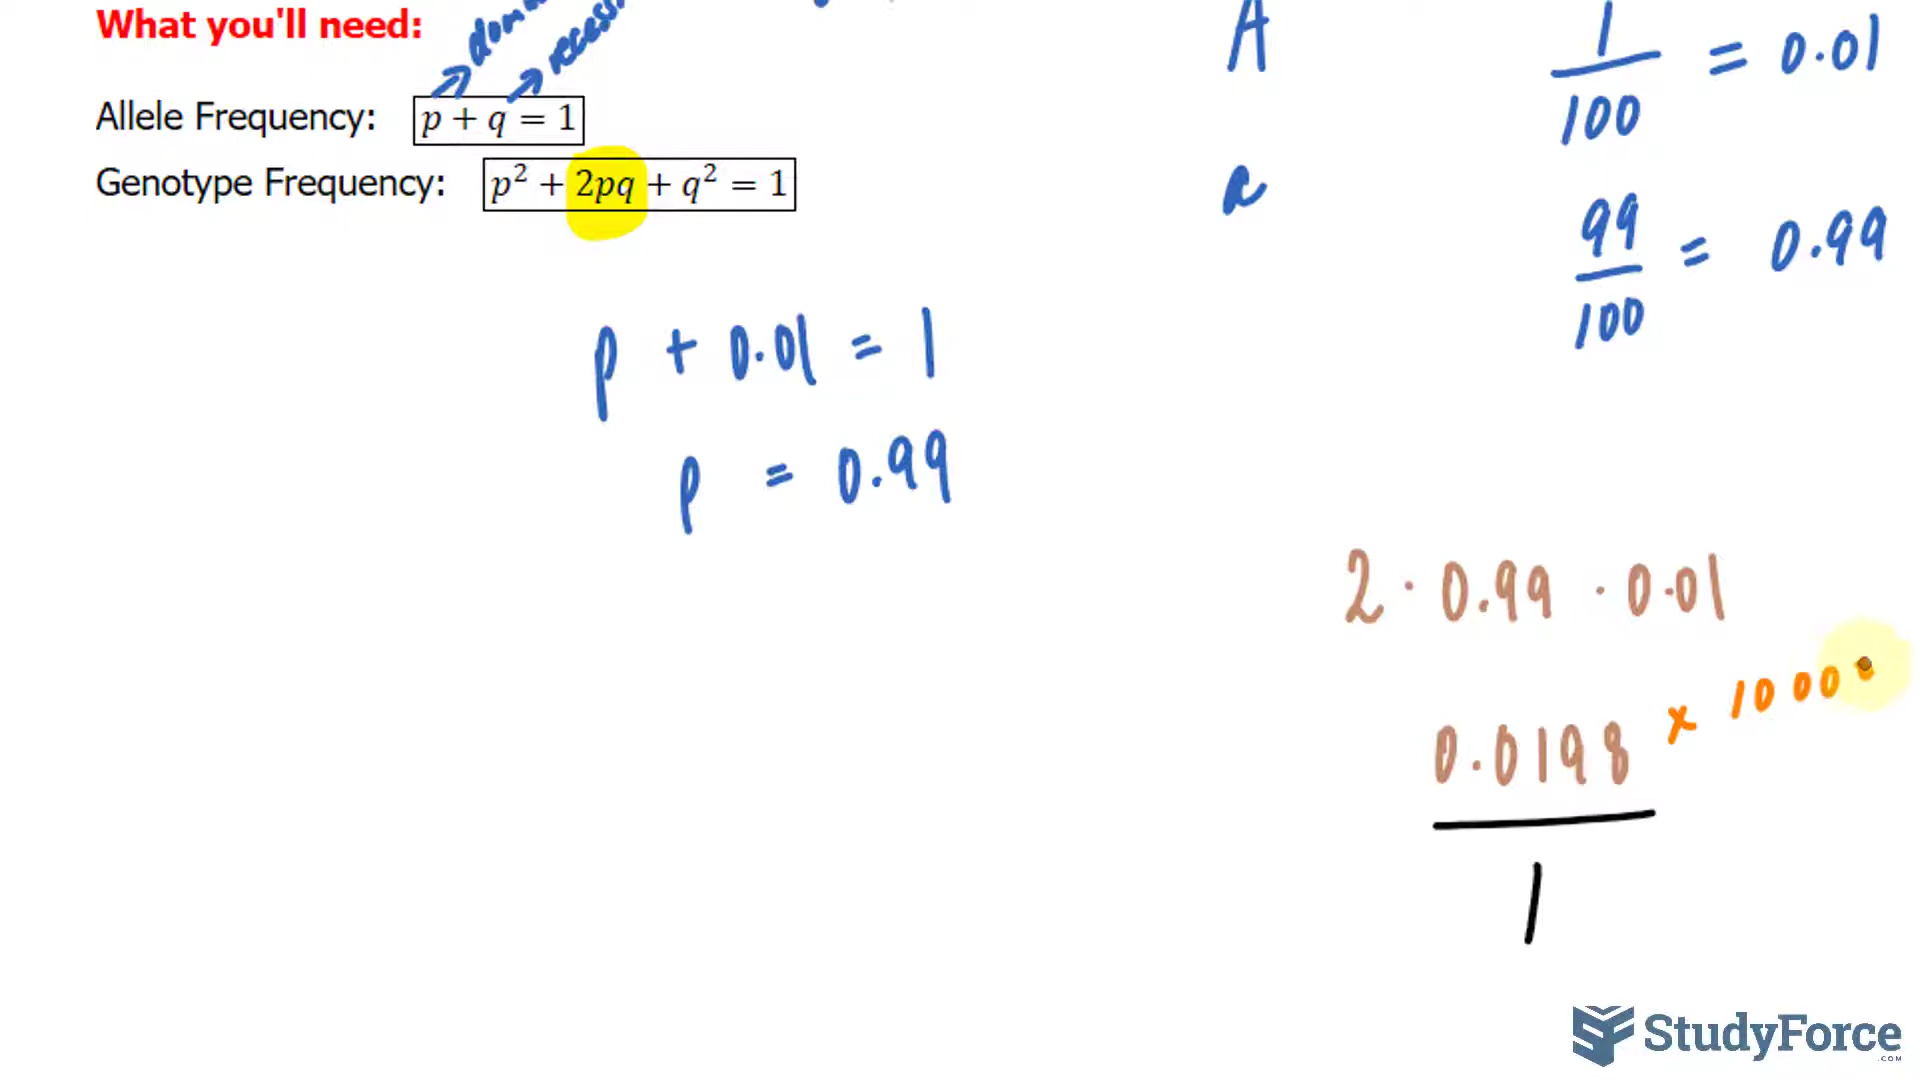 What you'll need:
Allele Frequency: p + q = 1
Genotype Frequency: p² + 2pq + q² = 1
p + 0.01 = 1
p = 0.99
A
1/100 = 0.01
a
99/100 = 0.99
2 · 0.99 · 0.01
0.0198 × 1000
1
StudyForce
.COM